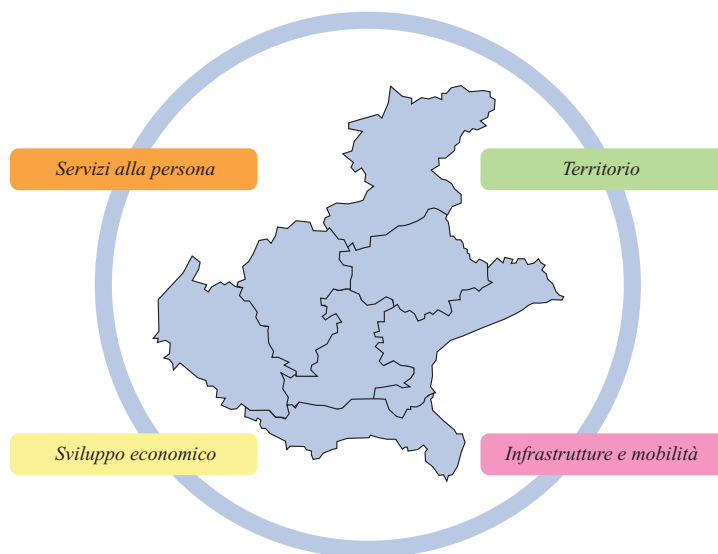 Servizi alla persona
Territorio
Sviluppo economico
Infrastrutture e mobilità